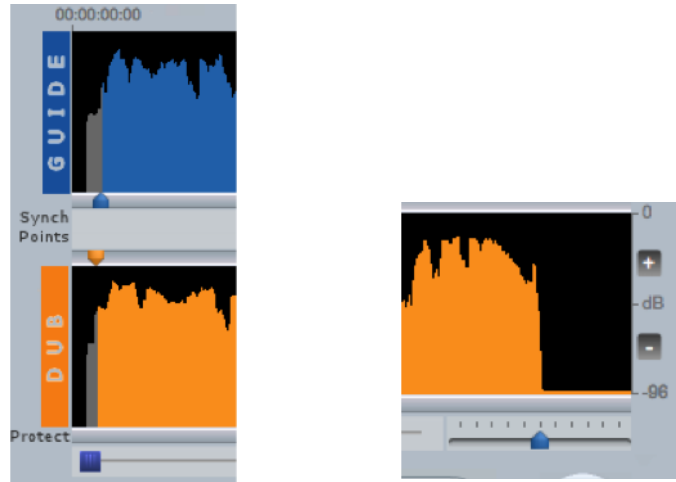 00:00:00:00
GUIDE
Synch
Points
DUB
Protect
0
+
dB
-
-96